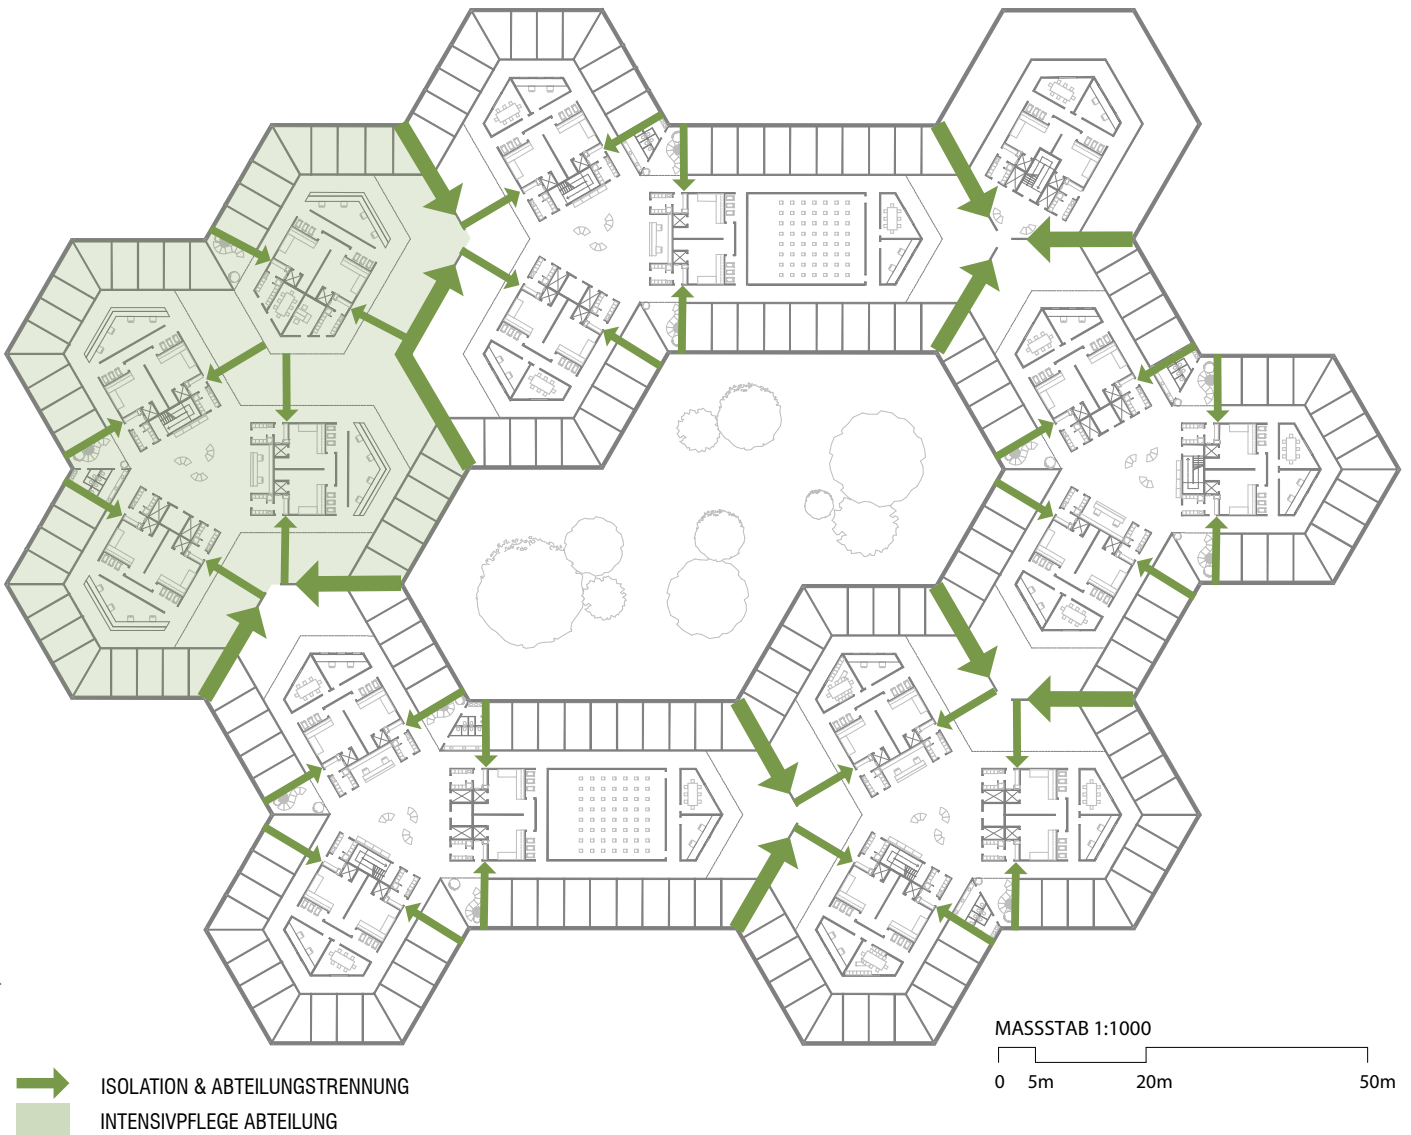 MASSSTAB 1:1000
0 5m 20m 50m
ISOLATION & ABTEILUNGSTRENNUNG
INTENSIVPFLEGE ABTEILUNG